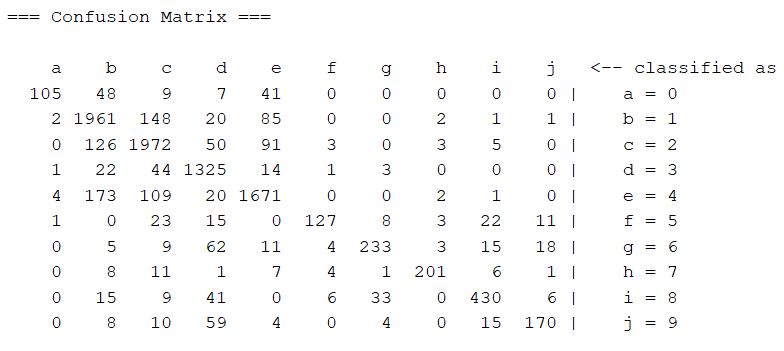 === Confusion Matrix ===
a b c d e f g h i j <-- classified as
105 48 9 7 41 0 0 0 0 0 | a = 0
2 1961 148 20 85 0 0 2 1 1 | b = 1
0 126 1972 50 91 3 0 3 5 0 | c = 2
1 22 44 1325 14 1 3 0 0 0 | d = 3
4 173 109 20 1671 0 0 2 1 0 | e = 4
1 0 23 15 0 127 8 3 22 11 | f = 5
0 5 9 62 11 4 233 3 15 18 | g = 6
0 8 11 1 7 4 1 201 6 1 | h = 7
0 15 9 41 0 6 33 0 430 6 | i = 8
0 8 10 59 4 0 4 0 15 170 | j = 9